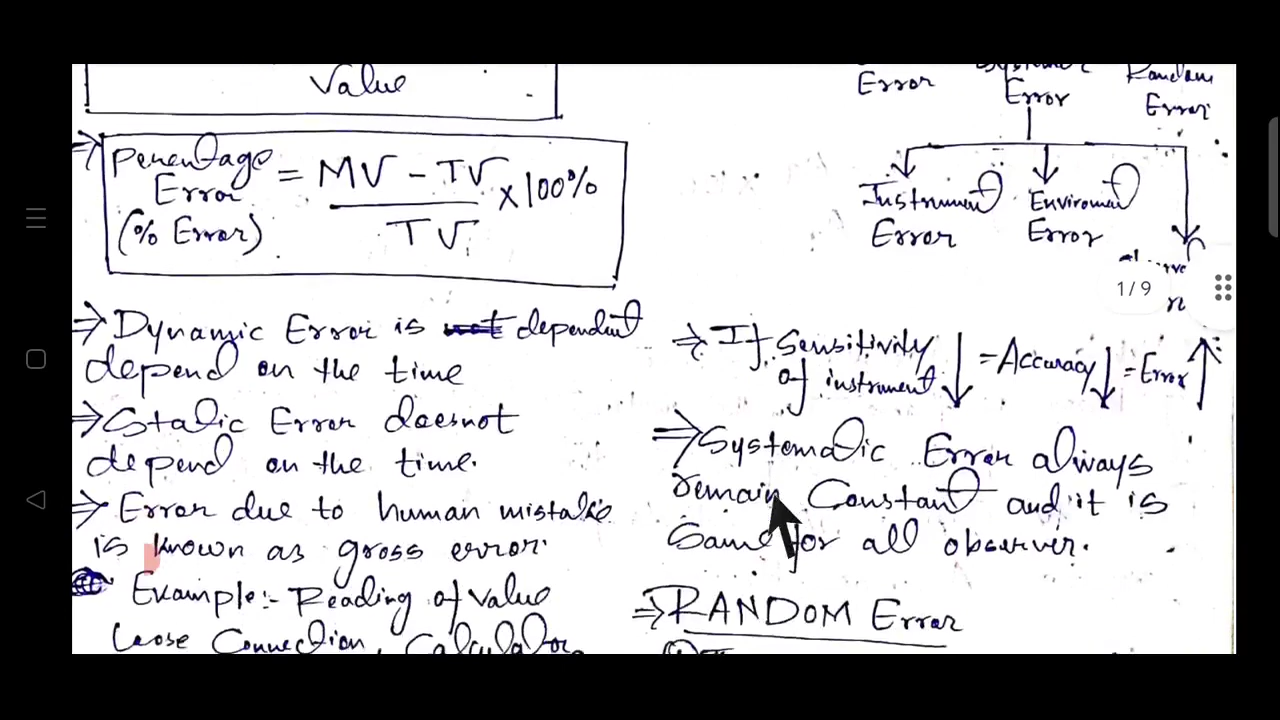 Value
⇒ Percentage
Error
(% Error)
= MV - TV
TV
×100%
⇒ Dynamic Error is dependent
depend on the time
⇒ Static Error doesnot
depend on the time.
⇒ Error due to human mistake
is known as gross error.
Example:- Reading of value
Loose Connection,
Error
Error
Random
Error
Instrument
Error
Enviroment
Error
1/9
⇒ If Sensitivity
of instrument ↓ = Accuracy ↓ = Error ↑
⇒ Systematic Error always
remain Constant and it is
Same for all observer.
⇒ RANDOM Error